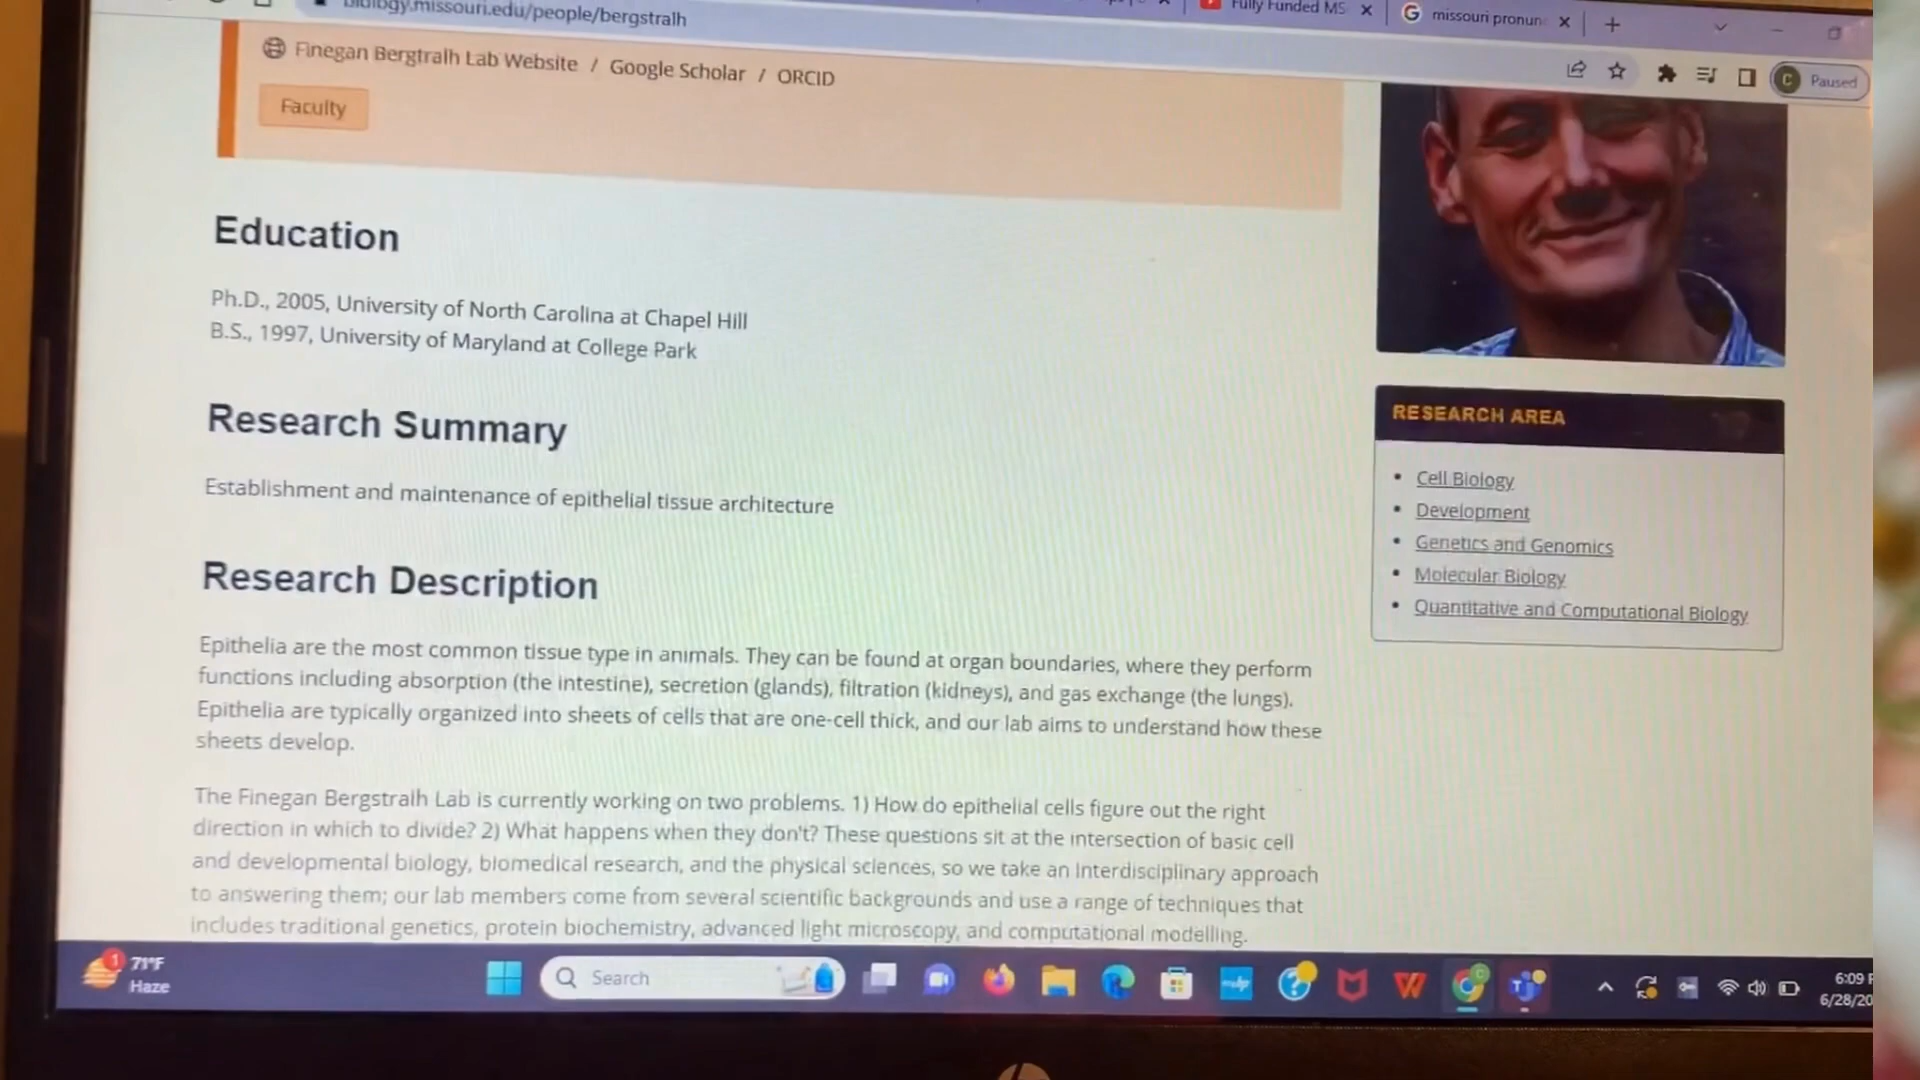 biology.missouri.edu/people/bergstralh
Fully Funded MS
missouri pronun
Paused
Finegan Bergtralh Lab Website / Google Scholar / ORCID
Faculty
Education
Ph.D., 2005, University of North Carolina at Chapel Hill
B.S., 1997, University of Maryland at College Park
Research Summary
Establishment and maintenance of epithelial tissue architecture
Research Description
Epithelia are the most common tissue type in animals. They can be found at organ boundaries, where they perform
functions including absorption (the intestine), secretion (glands), filtration (kidneys), and gas exchange (the lungs).
Epithelia are typically organized into sheets of cells that are one-cell thick, and our lab aims to understand how these
sheets develop.
The Finegan Bergstralh Lab is currently working on two problems. 1) How do epithelial cells figure out the right
direction in which to divide? 2) What happens when they don't? These questions sit at the intersection of basic cell
and developmental biology, biomedical research, and the physical sciences, so we take an interdisciplinary approach
to answering them; our lab members come from several scientific backgrounds and use a range of techniques that
includes traditional genetics, protein biochemistry, advanced light microscopy, and computational modelling.
RESEARCH AREA
Cell Biology
Development
Genetics and Genomics
Molecular Biology
Quantitative and Computational Biology
1
71°F
Haze
Search
6:09 P
6/28/20